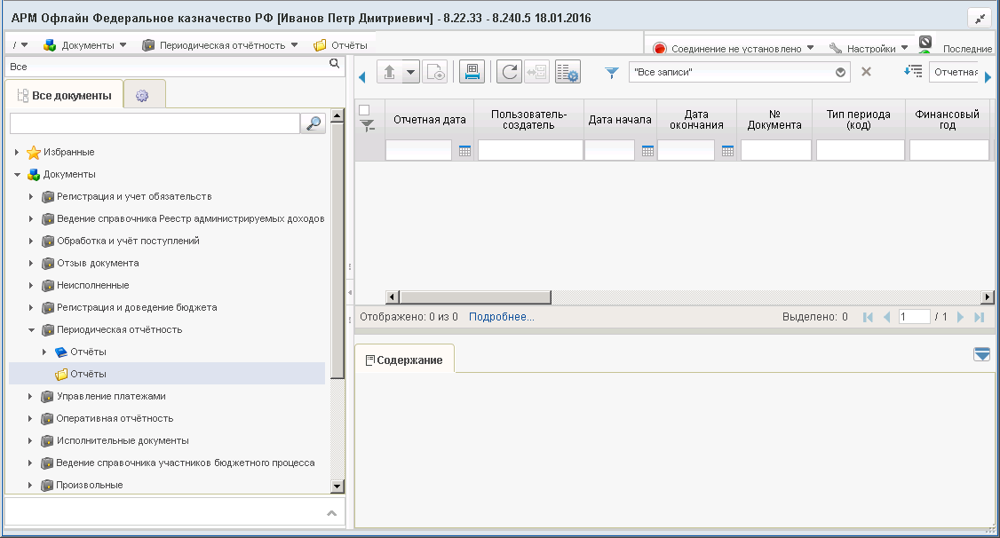 АРМ Офлайн Федеральное казначество РФ [Иванов Петр Дмитриевич] - 8.22.33 - 8.240.5 18.01.2016
/ Документы Периодическая отчётность Отчёты
Соединение не установлено Настройки Последние
Все
"Все записи" Отчетная
Все документы
Отчетная дата
Пользователь-создатель
Дата начала
Дата окончания
№ Документа
Тип периода (код)
Финансовый год
Избранные
Документы
Регистрация и учет обязательств
Ведение справочника Реестр администрируемых доходов
Обработка и учёт поступлений
Отзыв документа
Неисполненные
Регистрация и доведение бюджета
Периодическая отчётность
Отчёты
Отчёты
Управление платежами
Оперативная отчётность
Исполнительные документы
Ведение справочника участников бюджетного процесса
Произвольные
Отображено: 0 из 0 Подробнее... Выделено: 0 1 / 1
Содержание